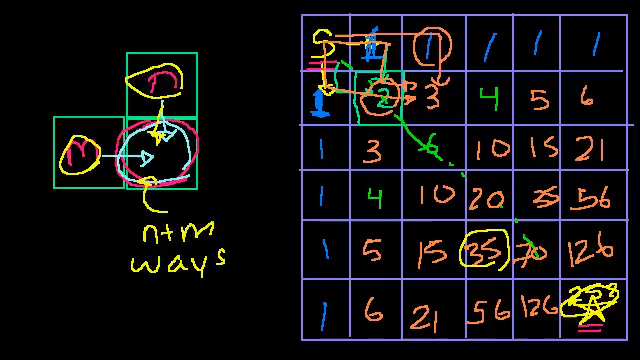 n
m
n+m
ways
S 1 1 1 1 1
1 2 3 4 5 6
1 3 6 10 15 21
1 4 10 20 35 56
1 5 15 35 70 126
1 6 21 56 126